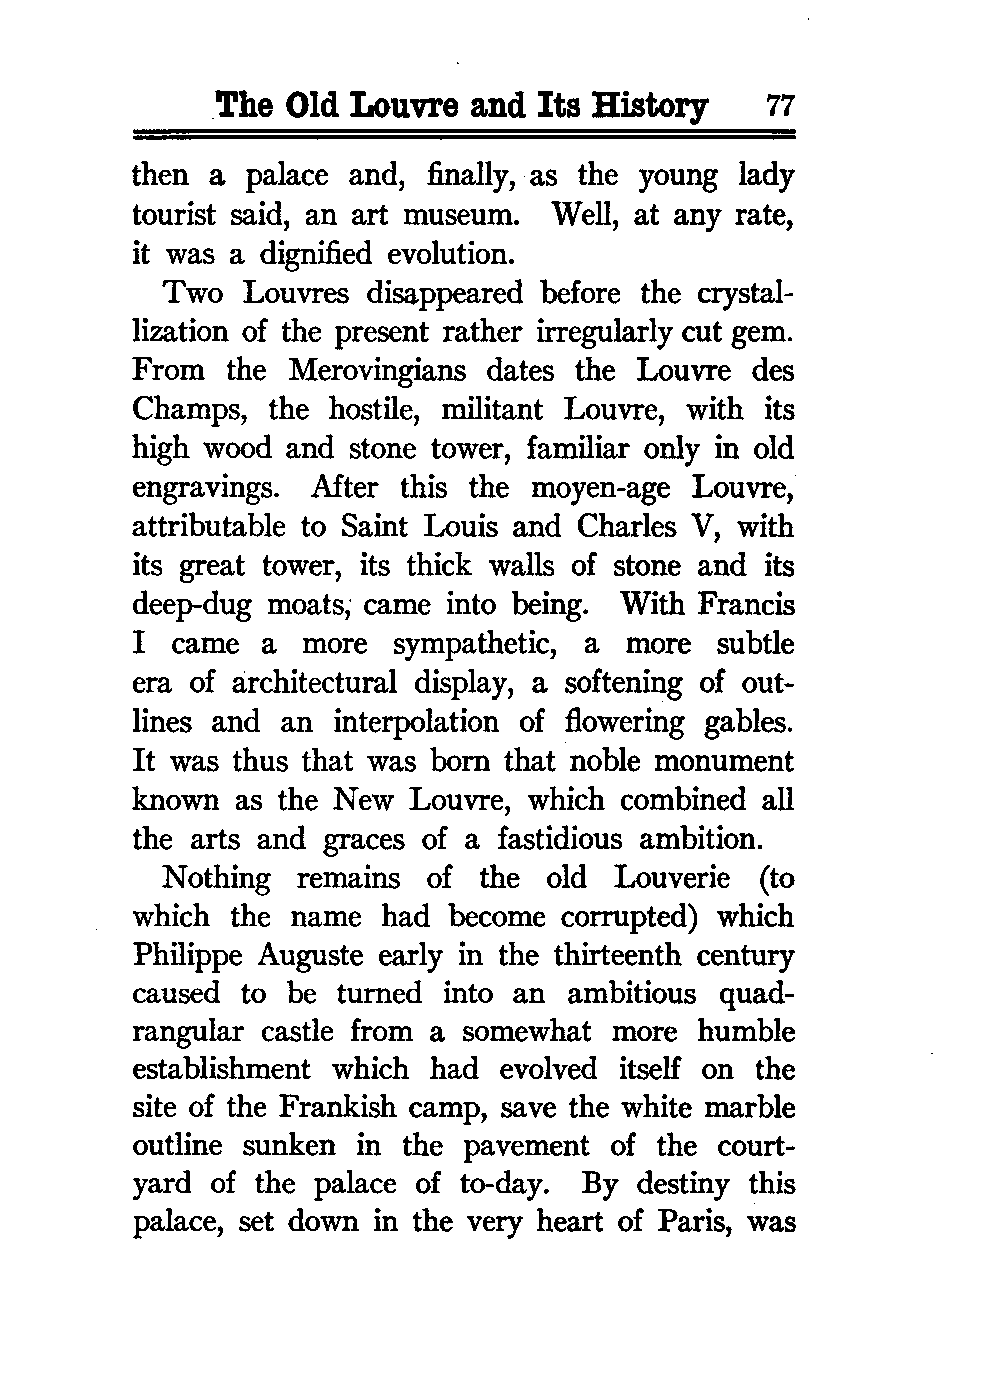 The Old Louvre and Its History 77
then a palace and, finally, as the young lady
tourist said, an art museum. Well, at any rate,
it was a dignified evolution.
Two Louvres disappeared before the crystal-
lization of the present rather irregularly cut gem.
From the Merovingians dates the Louvre des
Champs, the hostile, militant Louvre, with its
high wood and stone tower, familiar only in old
engravings. After this the moyen-age Louvre,
attributable to Saint Louis and Charles V, with
its great tower, its thick walls of stone and its
deep-dug moats, came into being. With Francis
I came a more sympathetic, a more subtle
era of architectural display, a softening of out-
lines and an interpolation of flowering gables.
It was thus that was born that noble monument
known as the New Louvre, which combined all
the arts and graces of a fastidious ambition.
Nothing remains of the old Louverie (to
which the name had become corrupted) which
Philippe Auguste early in the thirteenth century
caused to be turned into an ambitious quad-
rangular castle from a somewhat more humble
establishment which had evolved itself on the
site of the Frankish camp, save the white marble
outline sunken in the pavement of the court-
yard of the palace of to-day. By destiny this
palace, set down in the very heart of Paris, was